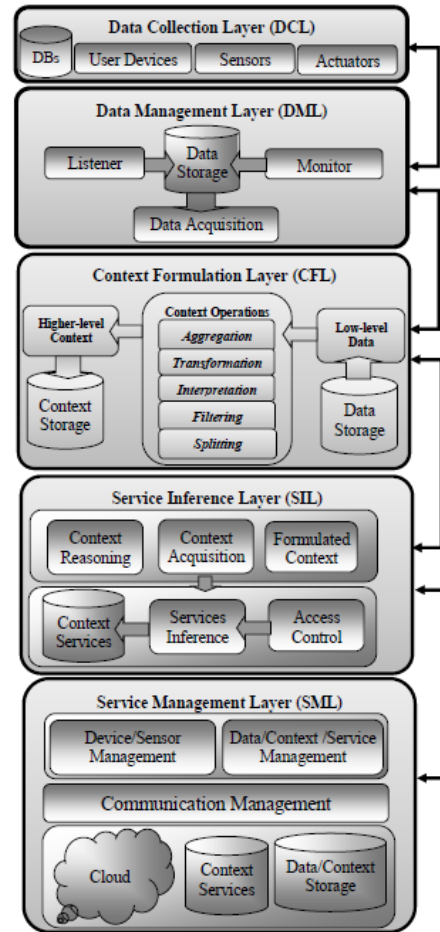 Data Collection Layer (DCL)
DBs
User Devices
Sensors
Actuators
Data Management Layer (DML)
Listener
Data
Storage
Monitor
Data Acquisition
Context Formulation Layer (CFL)
Higher-level
Context
Context Operations
Aggregation
Transformation
Interpretation
Filtering
Splitting
Low-level
Data
Context
Storage
Data
Storage
Service Inference Layer (SIL)
Context
Reasoning
Context
Acquisition
Formulated
Context
Context
Services
Services
Inference
Access
Control
Service Management Layer (SML)
Device/Sensor
Management
Data/Context /Service
Management
Communication Management
Cloud
Context
Services
Data/Context
Storage